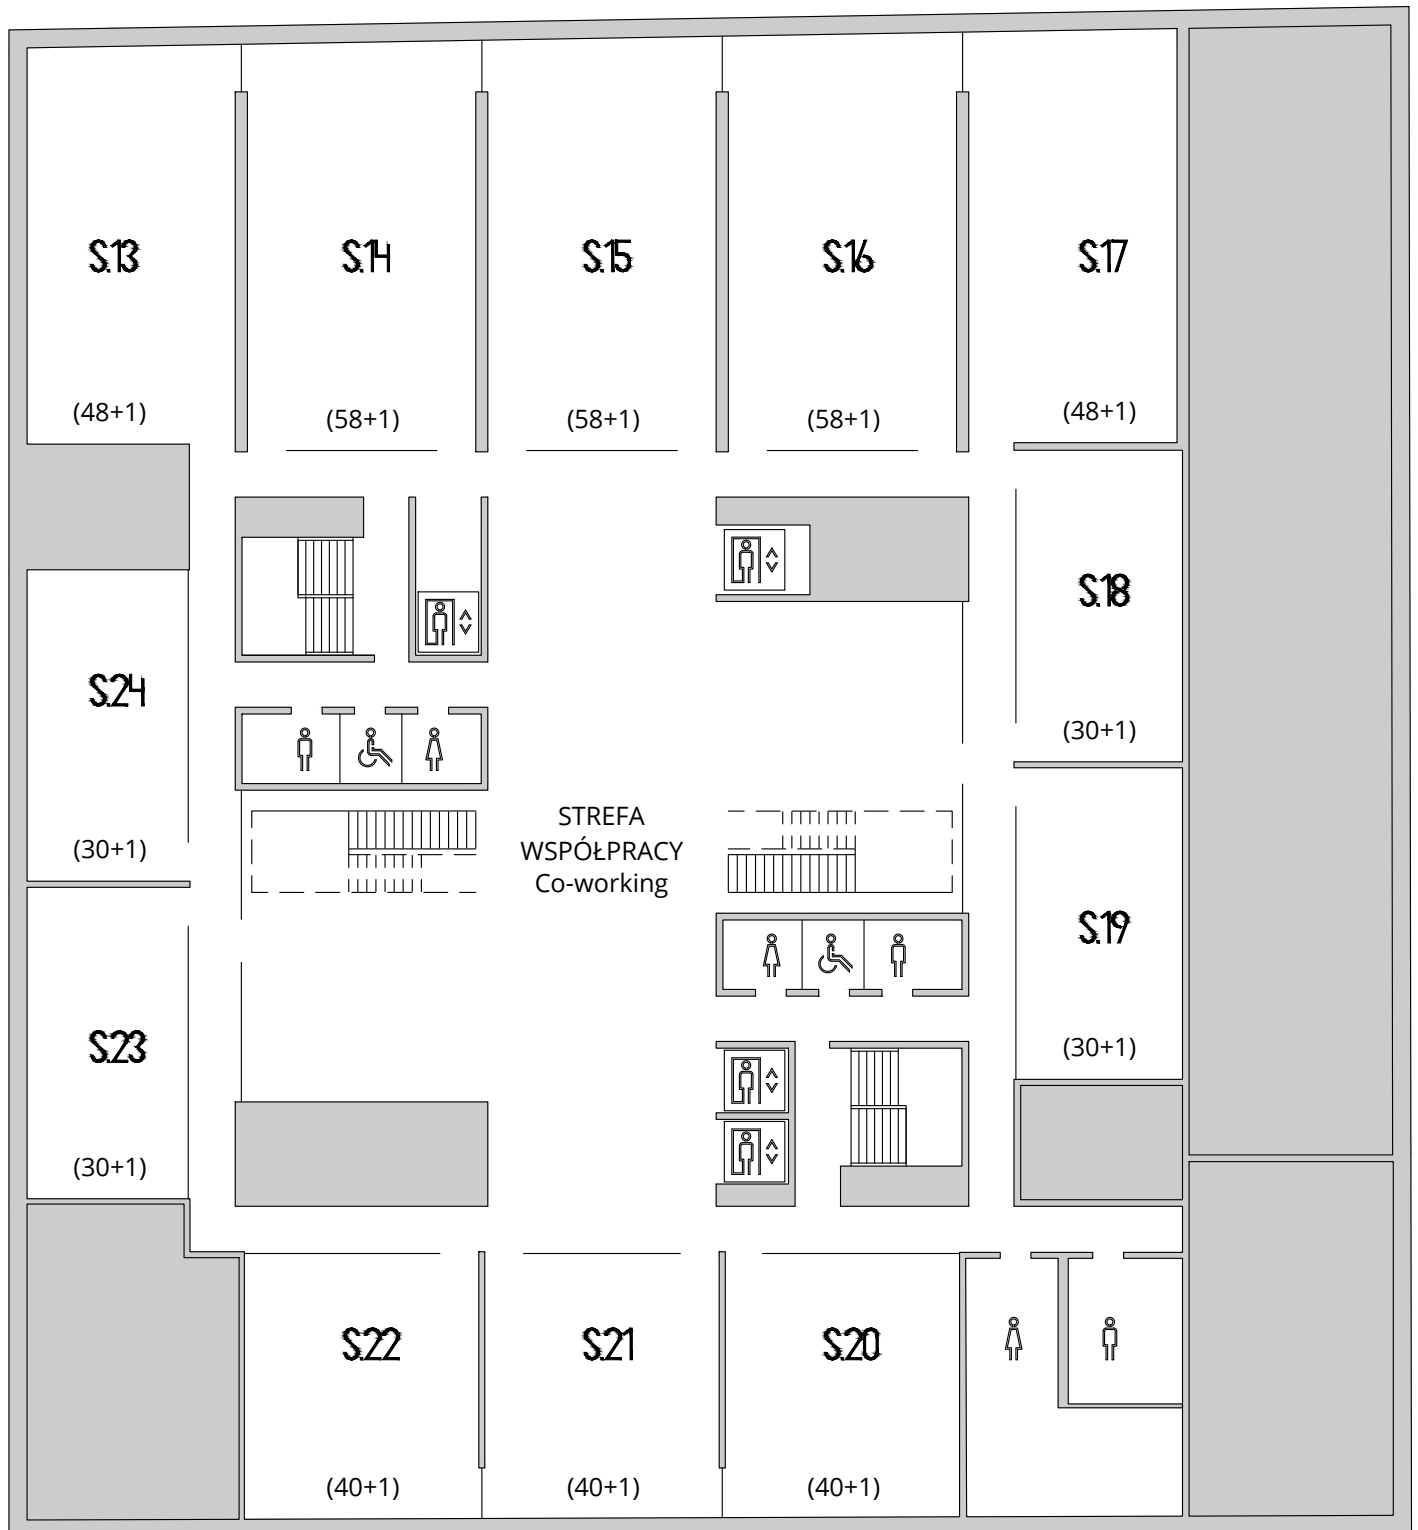 S.13
S.14
S.15
S.16
S.17
(48+1)
(58+1)
(58+1)
(58+1)
(48+1)
S.18
(30+1)
S.24
(30+1)
STREFA
WSPÓŁPRACY
Co-working
S.19
(30+1)
S.23
(30+1)
S.22
S.21
S.20
(40+1)
(40+1)
(40+1)